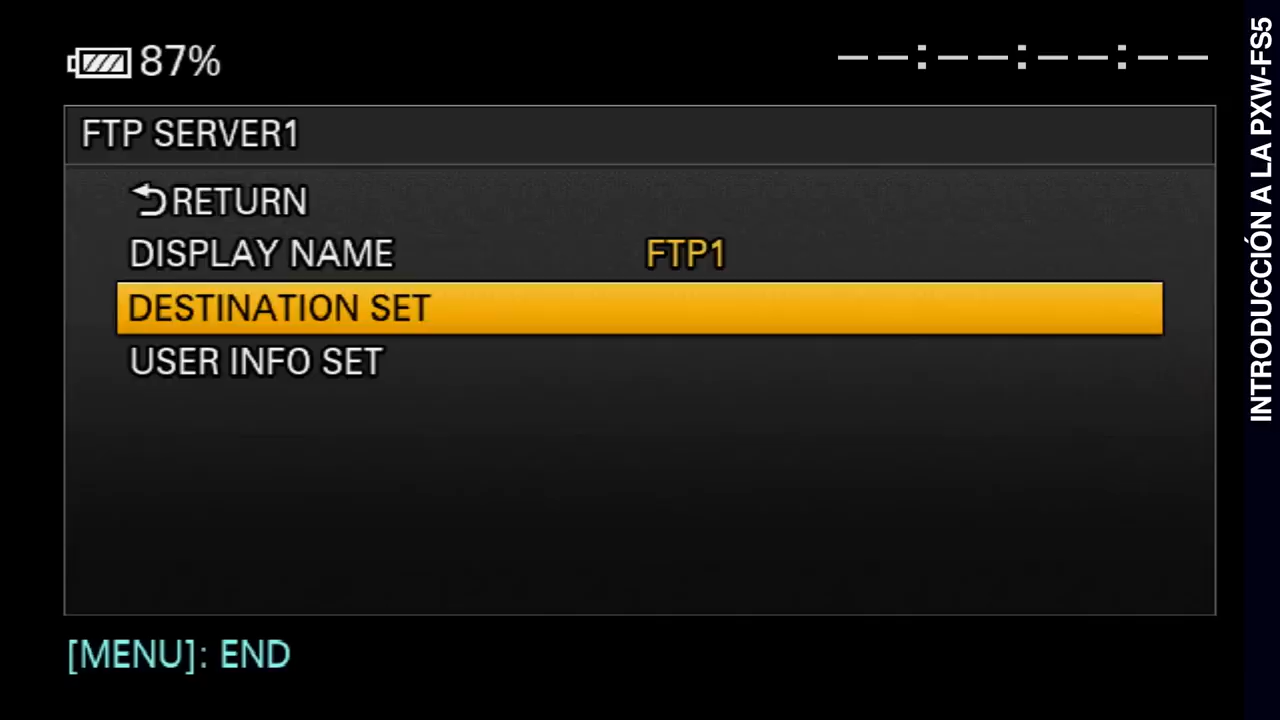 87%
--:--:--:--
FTP SERVER1
RETURN
DISPLAY NAME FTP1
DESTINATION SET
USER INFO SET
[MENU]: END
INTRODUCCIÓN A LA PXW-FS5